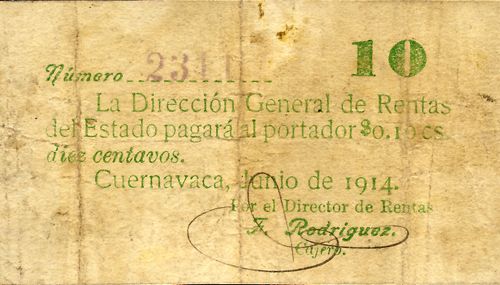 10
Número
La Dirección General de Rentas
del Estado pagará al portador $0.10 cs.
diez centavos.
Cuernavaca, Junio de 1914.
Por el Director de Rentas
F. Rodriguez.
Cajero.